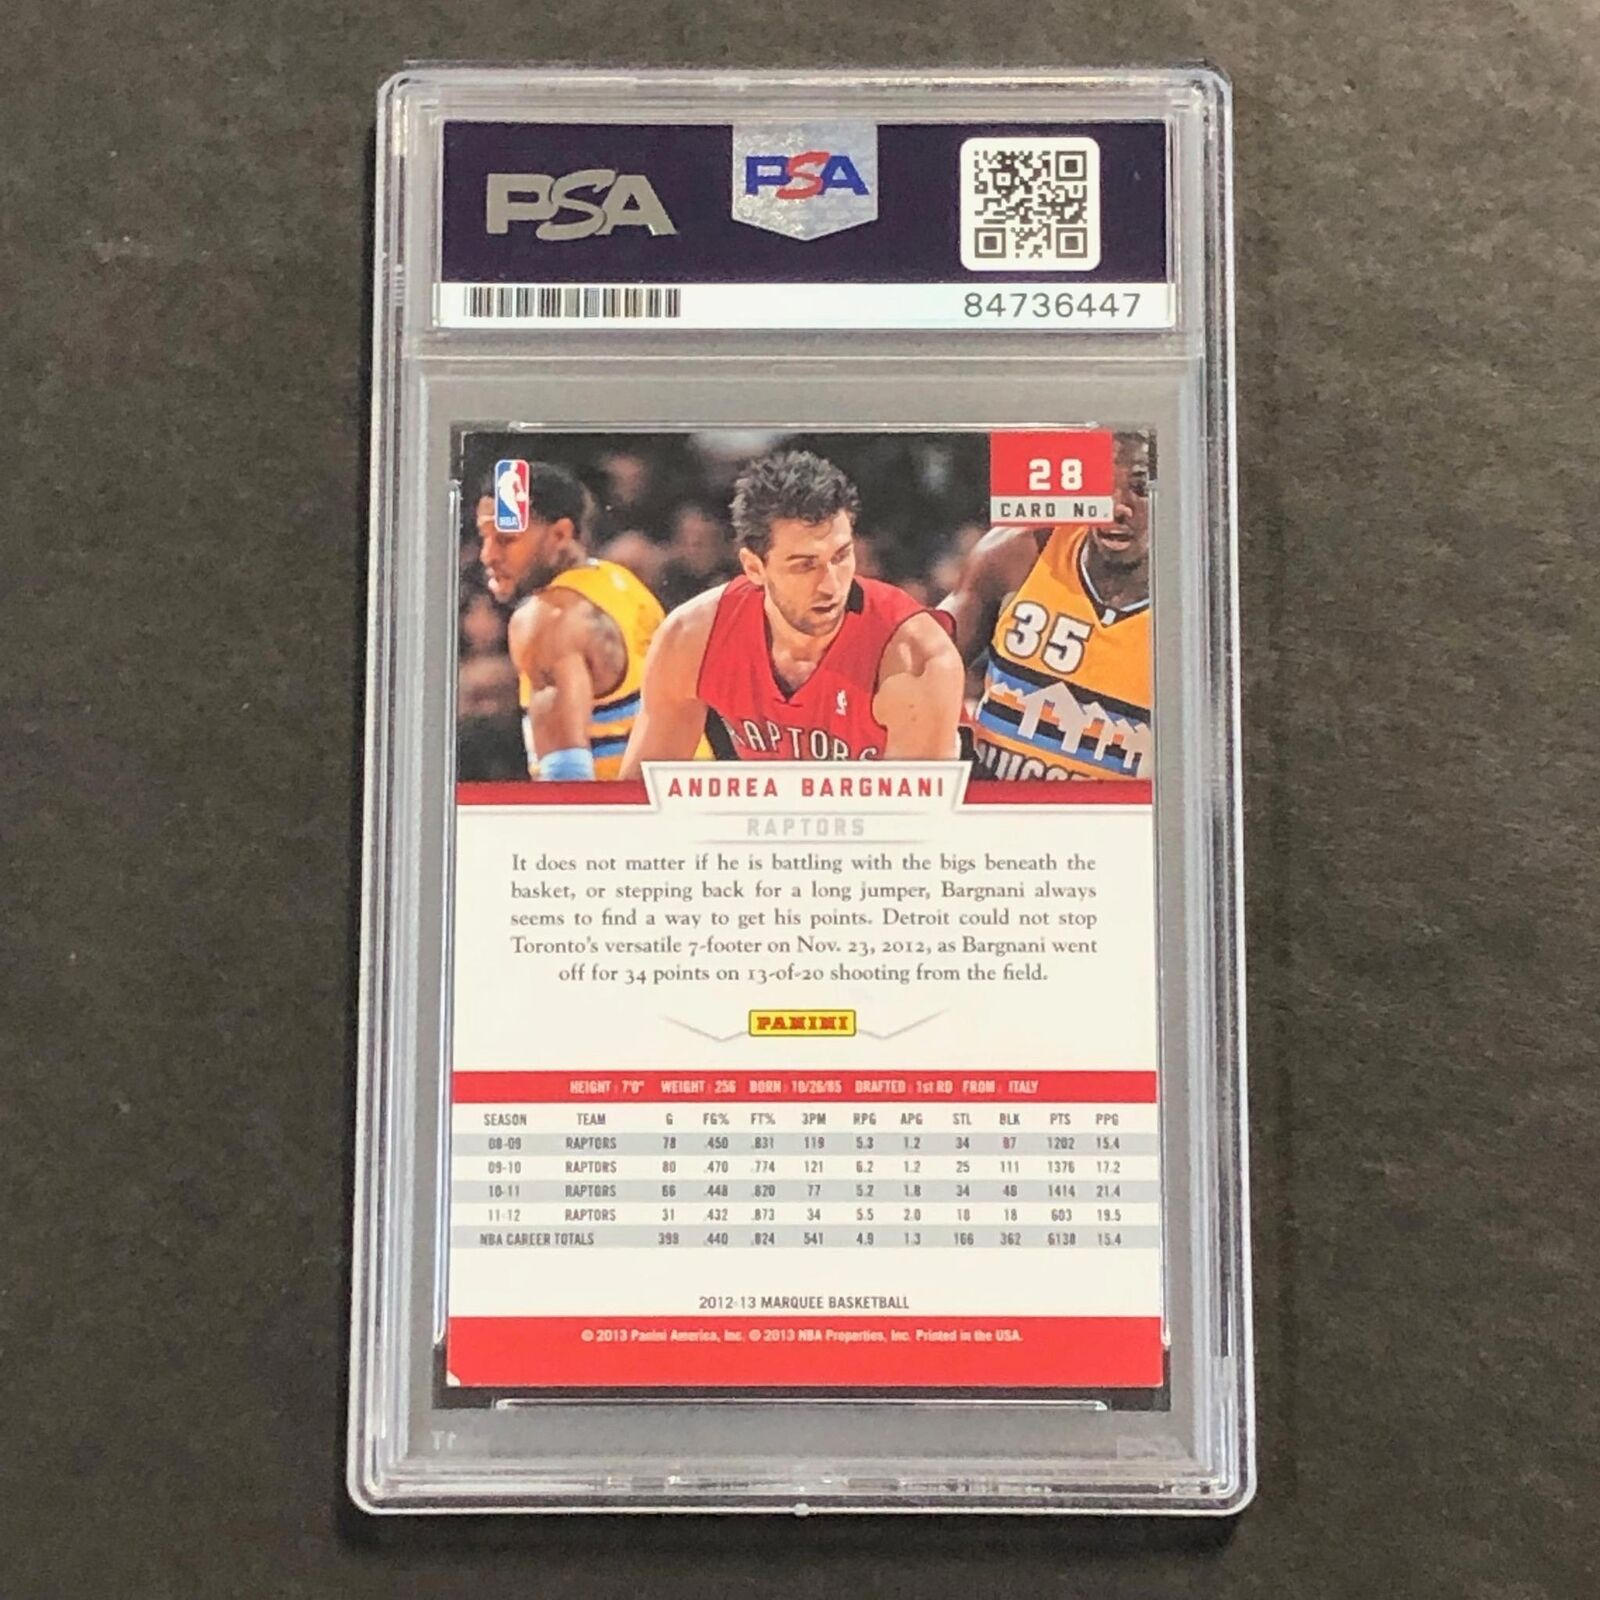 PSA
PSA
84736447
NBA
28
CARD No.
35
RAPTORS
NUGGE
ANDREA BARGNANI
RAPTORS
It does not matter if he is battling with the bigs beneath the
basket, or stepping back for a long jumper, Bargnani always
seems to find a way to get his points. Detroit could not stop
Toronto's versatile 7-footer on Nov. 23, 2012, as Bargnani went
off for 34 points on 13-of-20 shooting from the field.
PANINI
HEIGHT: 7'0" WEIGHT: 256 BORN: 10/26/85 DRAFTED: 1st RD FROM: ITALY
SEASON TEAM G FG% FT% 3PM RPG APG STL BLK PTS PPG
08-09 RAPTORS 78 .450 .831 119 5.3 1.2 34 87 1202 15.4
09-10 RAPTORS 80 .470 .774 121 6.2 1.2 25 111 1376 17.2
10-11 RAPTORS 66 .448 .820 77 5.2 1.8 34 48 1414 21.4
11-12 RAPTORS 31 .432 .873 34 5.5 2.0 18 18 603 19.5
NBA CAREER TOTALS 399 .440 .824 541 4.9 1.3 166 362 6138 15.4
2012-13 MARQUEE BASKETBALL
© 2013 Panini America, Inc. © 2013 NBA Properties, Inc. Printed in the USA.